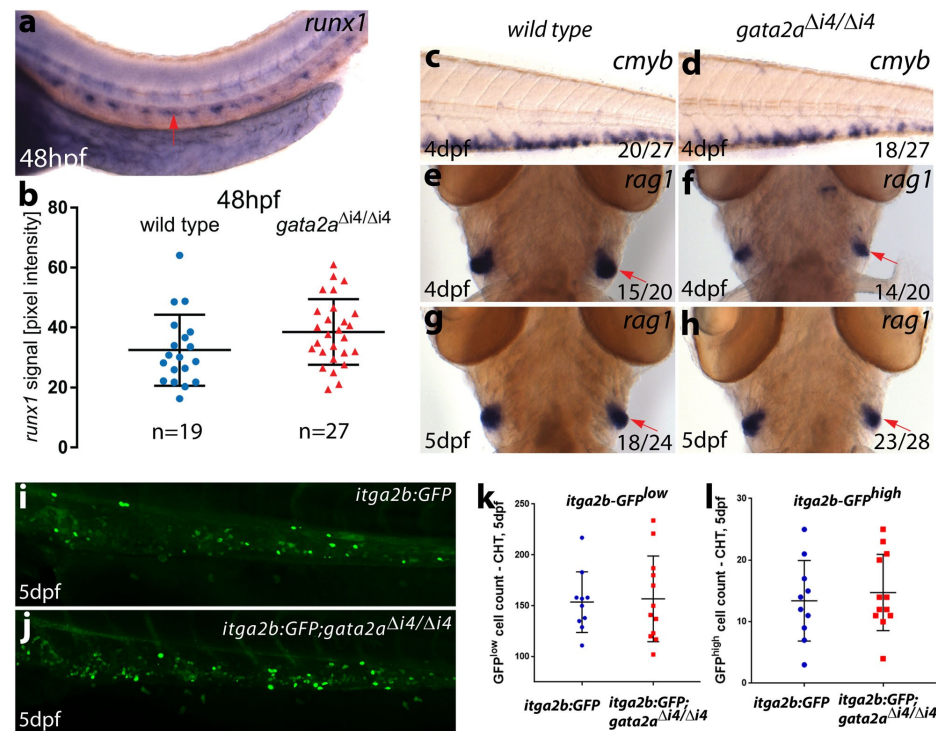 a
runx1
48hpf
b
48hpf
wild type
gata2aΔi4/Δi4
runx1 signal [pixel intensity]
80
60
40
20
0
n=19
n=27
wild type
gata2aΔi4/Δi4
c
cmyb
4dpf
20/27
d
cmyb
4dpf
18/27
e
rag1
4dpf
15/20
f
rag1
4dpf
14/20
g
rag1
5dpf
18/24
h
rag1
5dpf
23/28
i
itga2b:GFP
5dpf
j
itga2b:GFP;gata2aΔi4/Δi4
5dpf
k
itga2b-GFPlow
GFPlow cell count - CHT, 5dpf
250
200
150
100
itga2b:GFP
itga2b:GFP;
gata2aΔi4/Δi4
l
itga2b-GFPhigh
GFPhigh cell count - CHT, 5dpf
30
20
10
0
itga2b:GFP
itga2b:GFP;
gata2aΔi4/Δi4